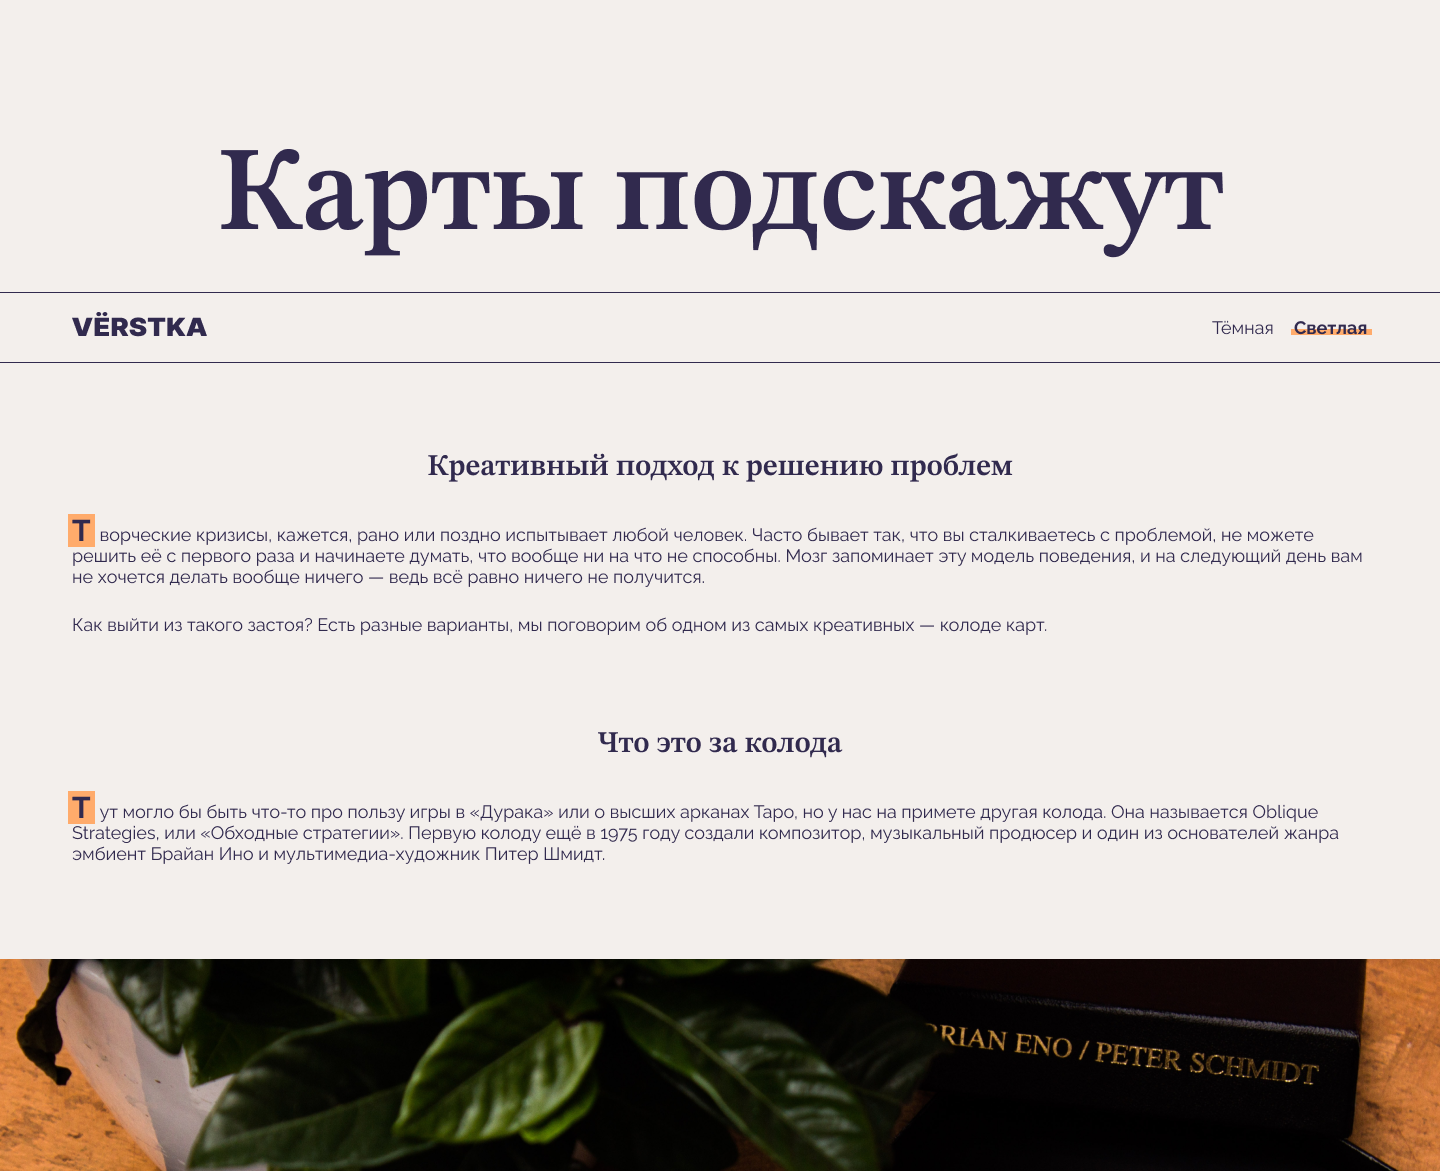 Карты подскажут
VЁRSTKA
Тёмная Светлая
Креативный подход к решению проблем
Творческие кризисы, кажется, рано или поздно испытывает любой человек. Часто бывает так, что вы сталкиваетесь с проблемой, не можете
решить её с первого раза и начинаете думать, что вообще ни на что не способны. Мозг запоминает эту модель поведения, и на следующий день вам
не хочется делать вообще ничего — ведь всё равно ничего не получится.
Как выйти из такого застоя? Есть разные варианты, мы поговорим об одном из самых креативных — колоде карт.
Что это за колода
Тут могло бы быть что-то про пользу игры в «Дурака» или о высших арканах Таро, но у нас на примете другая колода. Она называется Oblique
Strategies, или «Обходные стратегии». Первую колоду ещё в 1975 году создали композитор, музыкальный продюсер и один из основателей жанра
эмбиент Брайан Ино и мультимедиа-художник Питер Шмидт.
BRIAN ENO / PETER SCHMIDT